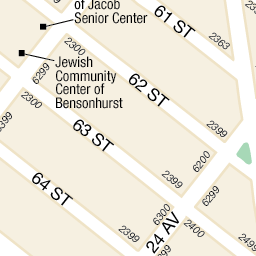 of Jacob
Senior Center
61 ST
2363
2300
6299
Jewish
Community
Center of
Bensonhurst
62 ST
2300
2399
63 ST
6200
2399
6299
64 ST
6300
24 AV
2400
2399